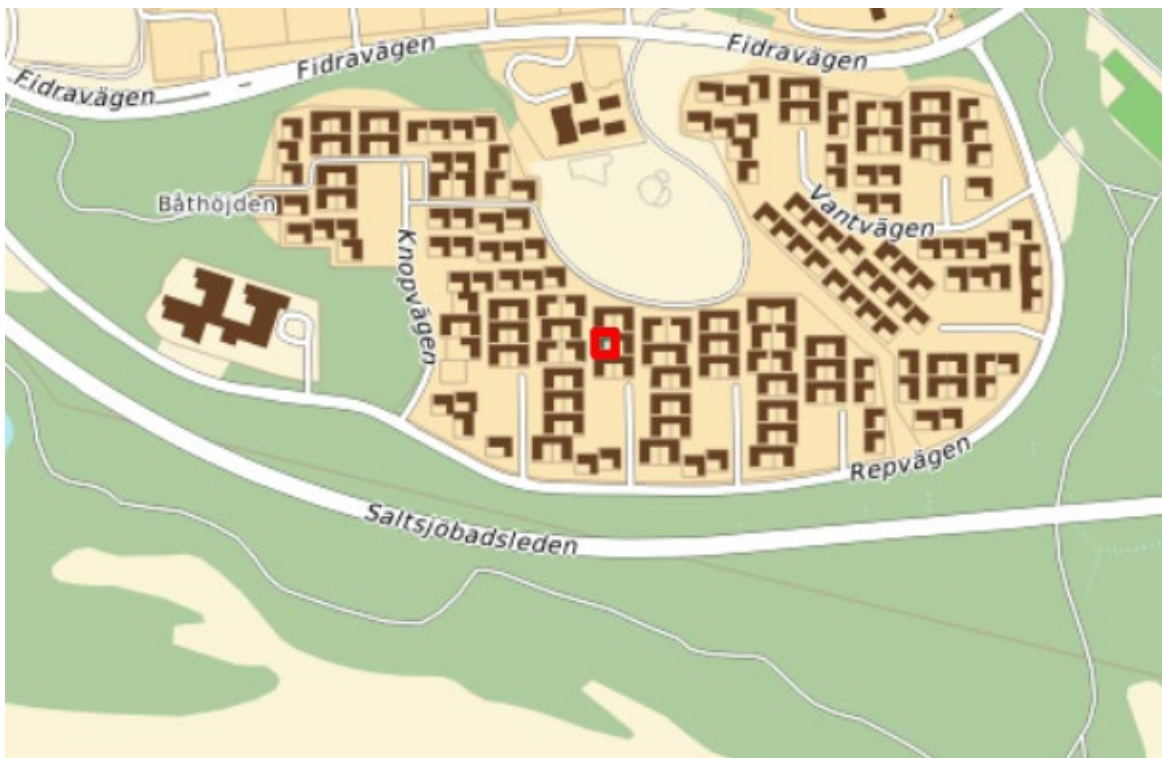 Fidravägen
Fidravägen
Fidravägen
Båthöjden
Vantvägen
Knopvägen
Repvägen
Saltsjöbadsleden